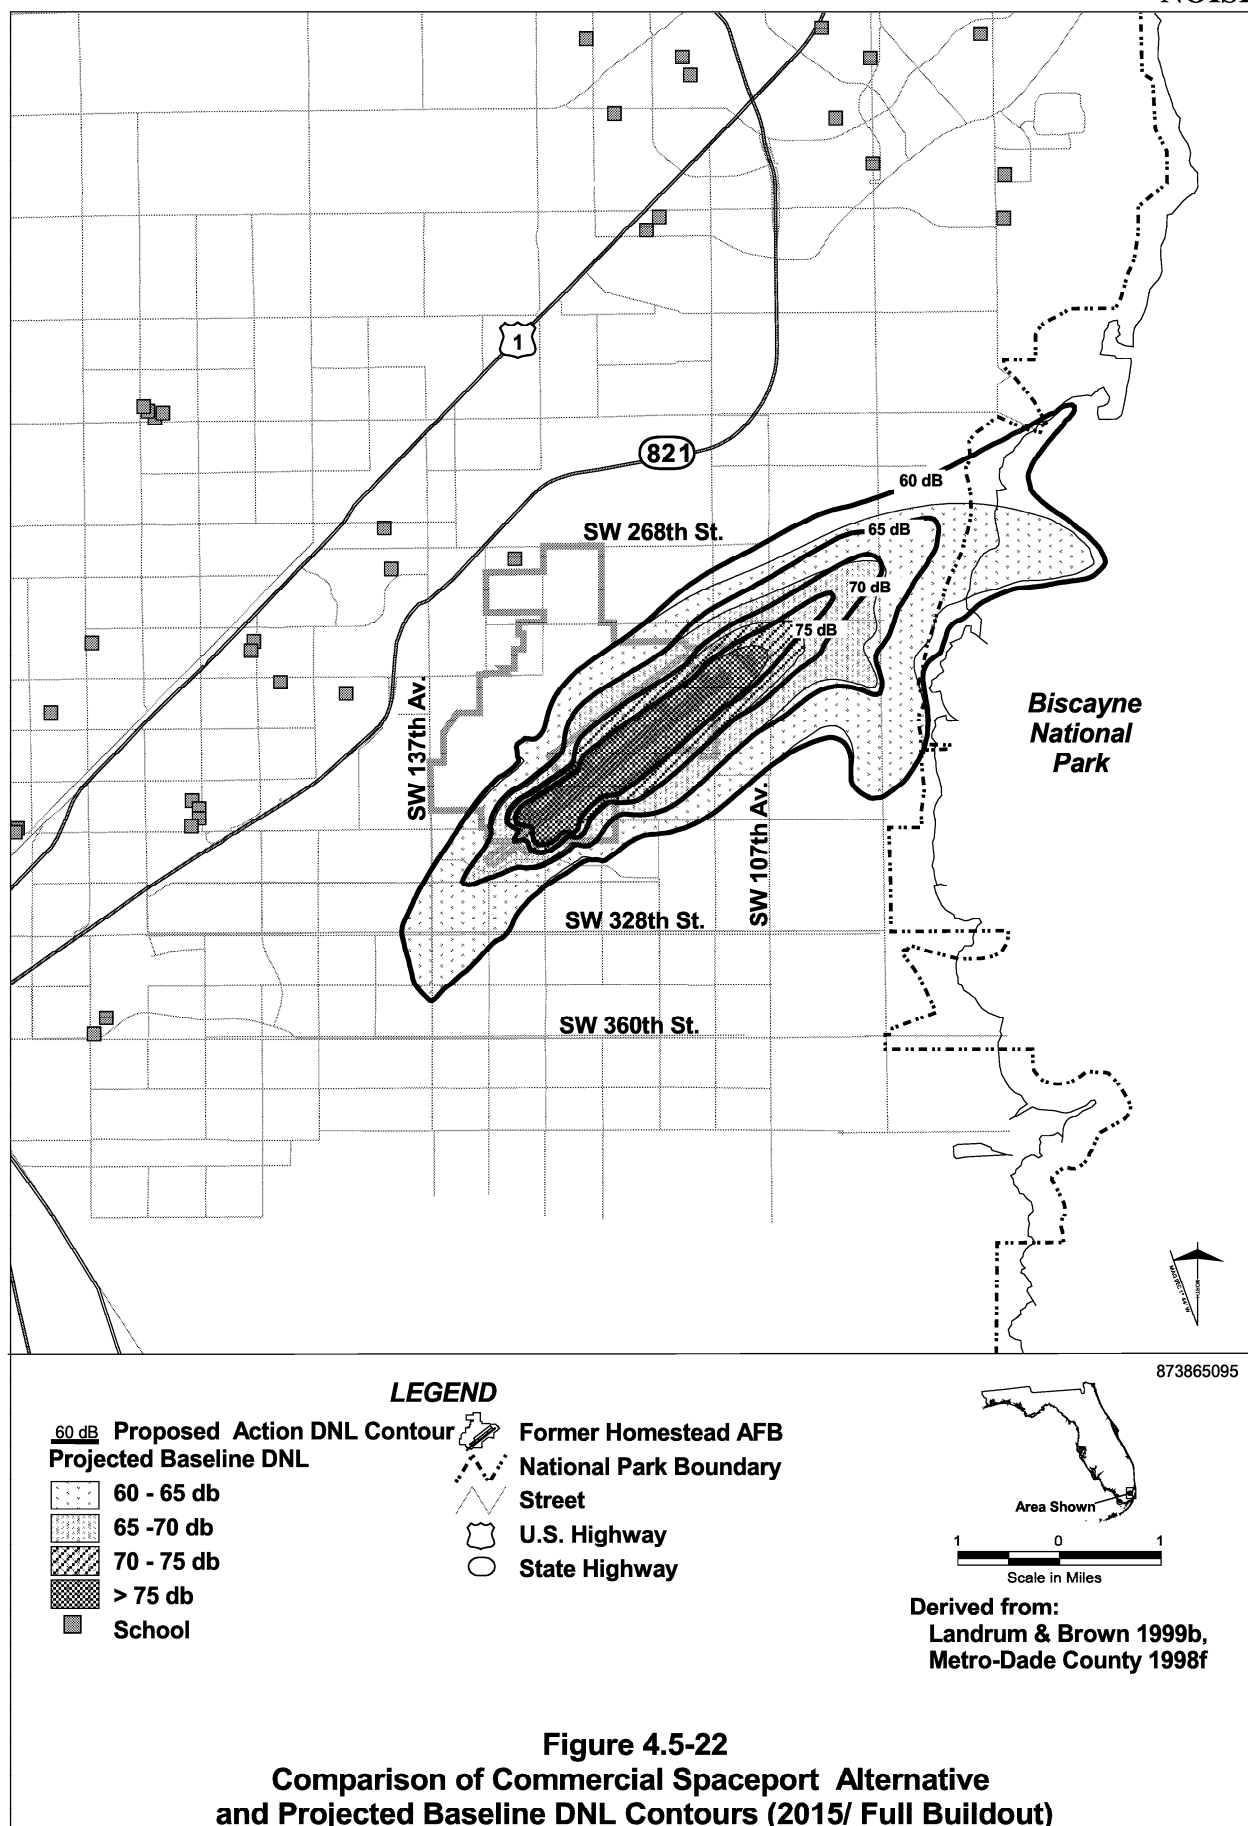 1
821
60 dB
SW 268th St.
65 dB
70 dB
75 dB
SW 137th Av.
Biscayne
National
Park
SW 107th Av.
SW 328th St.
SW 360th St.
NORTH
873865095
LEGEND
60 dB Proposed Action DNL Contour
Projected Baseline DNL
60 - 65 db
65 -70 db
70 - 75 db
> 75 db
School
Former Homestead AFB
National Park Boundary
Street
U.S. Highway
State Highway
Area Shown
1 0 1
Scale in Miles
Derived from:
Landrum & Brown 1999b,
Metro-Dade County 1998f
Figure 4.5-22
Comparison of Commercial Spaceport Alternative
and Projected Baseline DNL Contours (2015/ Full Buildout)